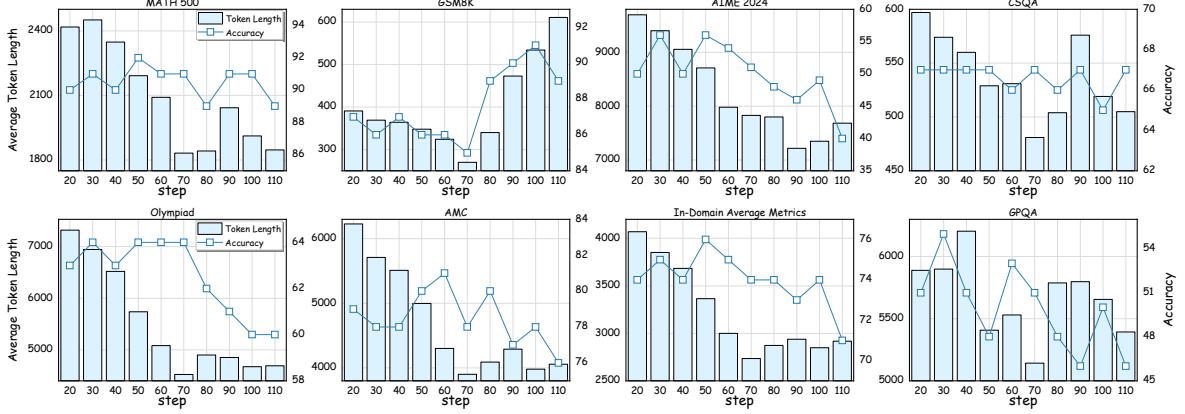 MATH 500
GSM8K
AIME 2024
CSQA
Average Token Length
2400
2100
1800
Token Length
Accuracy
94
92
90
88
86
20 30 40 50 60 70 80 90 100 110
step
600
500
400
300
92
90
88
86
84
20 30 40 50 60 70 80 90 100 110
step
9000
8000
7000
60
55
50
45
40
35
20 30 40 50 60 70 80 90 100 110
step
600
550
500
450
70
68
66
64
62
Accuracy
20 30 40 50 60 70 80 90 100 110
step
Olympiad
AMC
In-Domain Average Metrics
GPQA
Average Token Length
7000
6000
5000
Token Length
Accuracy
64
62
60
58
20 30 40 50 60 70 80 90 100 110
step
6000
5000
4000
84
82
80
78
76
20 30 40 50 60 70 80 90 100 110
step
4000
3500
3000
2500
76
74
72
70
20 30 40 50 60 70 80 90 100 110
step
6000
5500
5000
54
51
48
45
Accuracy
20 30 40 50 60 70 80 90 100 110
step